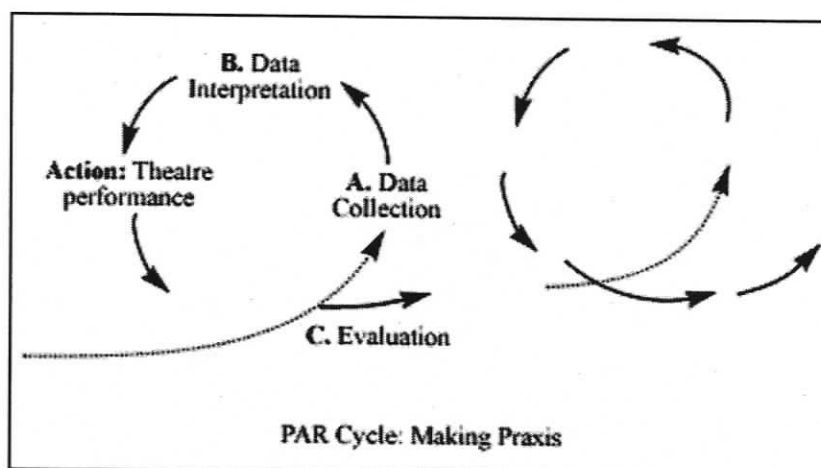 B. Data
Interpretation
Action: Theatre
performance
A. Data
Collection
C. Evaluation
PAR Cycle: Making Praxis